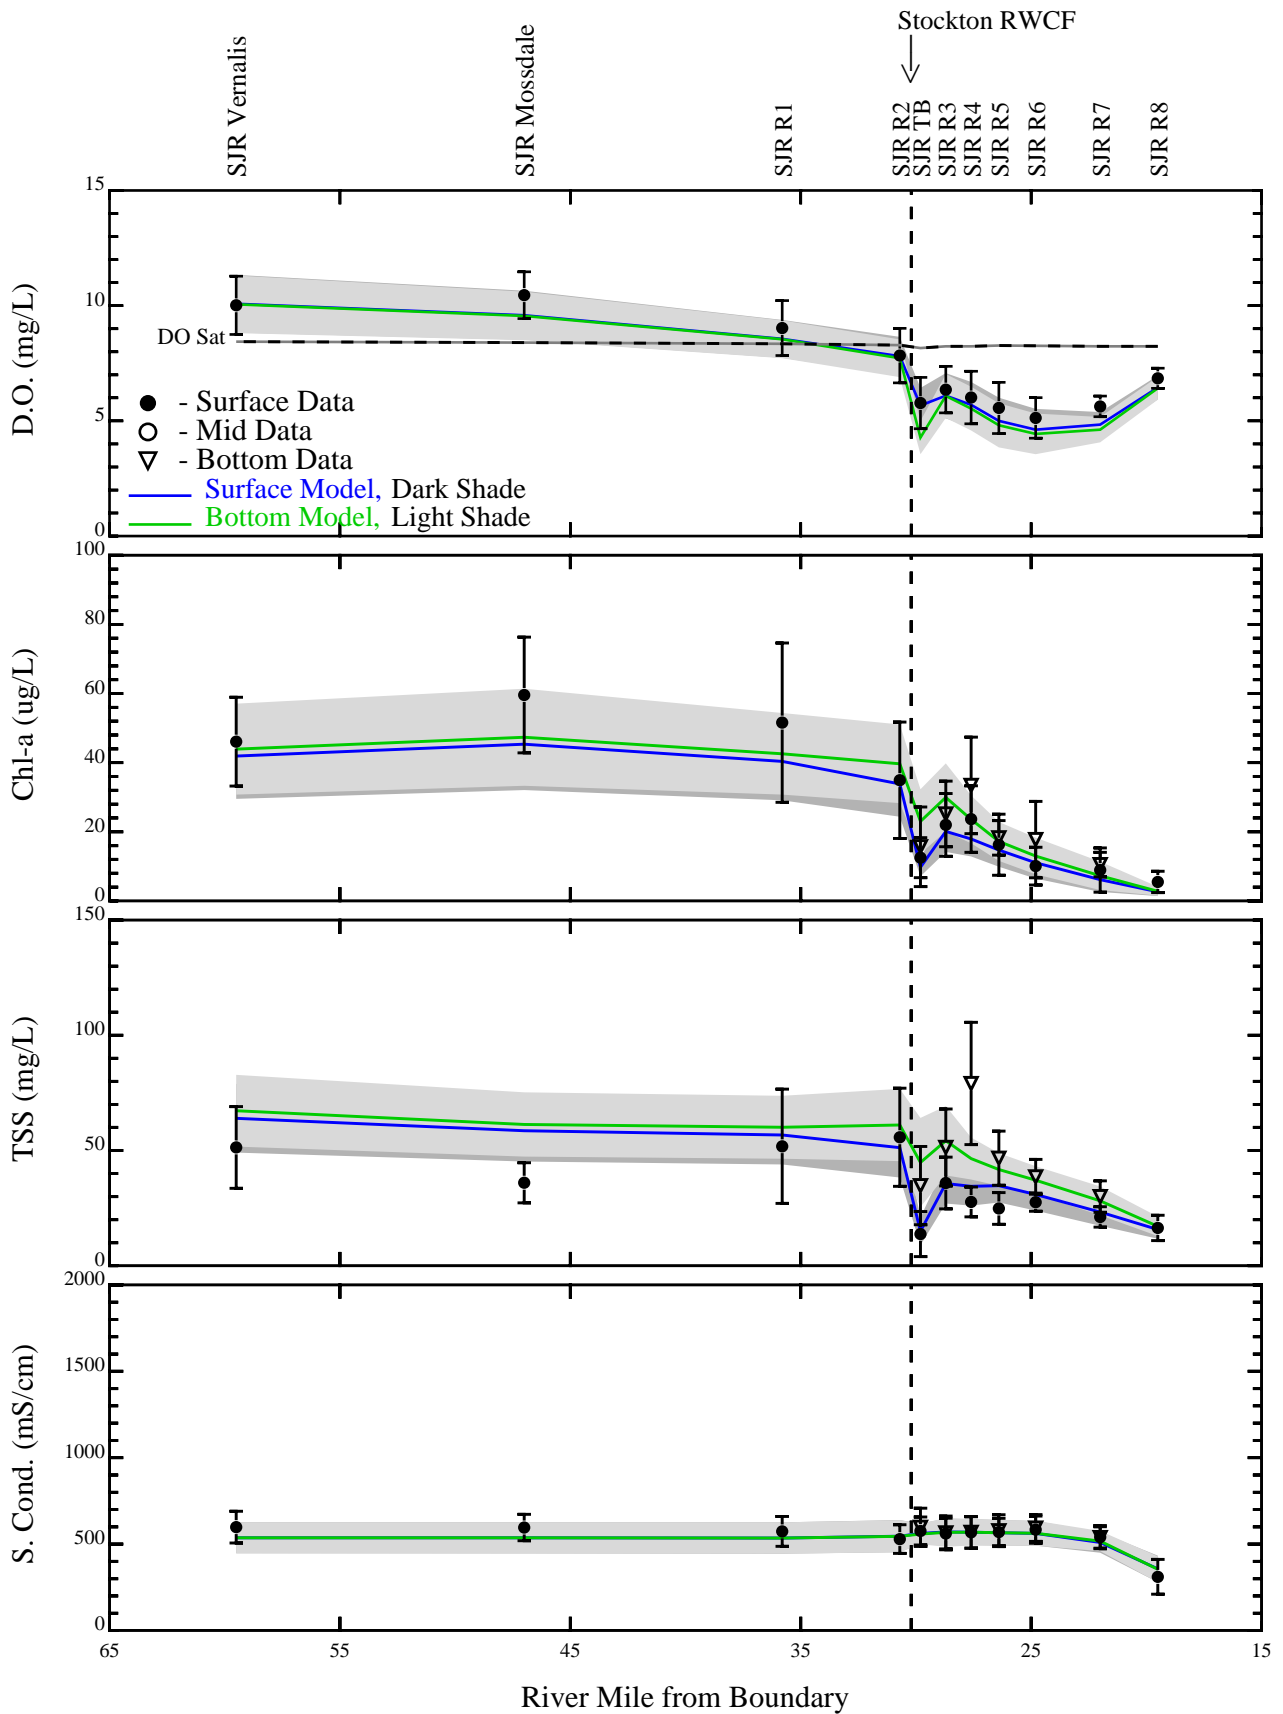 Stockton RWCF
SJR Vernalis
SJR Mossdale
SJR R1
SJR R2
SJR TB
SJR R3
SJR R4
SJR R5
SJR R6
SJR R7
SJR R8
D.O. (mg/L)
15
10
5
0
DO Sat
- Surface Data
- Mid Data
- Bottom Data
Surface Model, Dark Shade
Bottom Model, Light Shade
Chl-a (ug/L)
100
80
60
40
20
0
TSS (mg/L)
150
100
50
0
S. Cond. (mS/cm)
2000
1500
1000
500
0
65 55 45 35 25 15
River Mile from Boundary